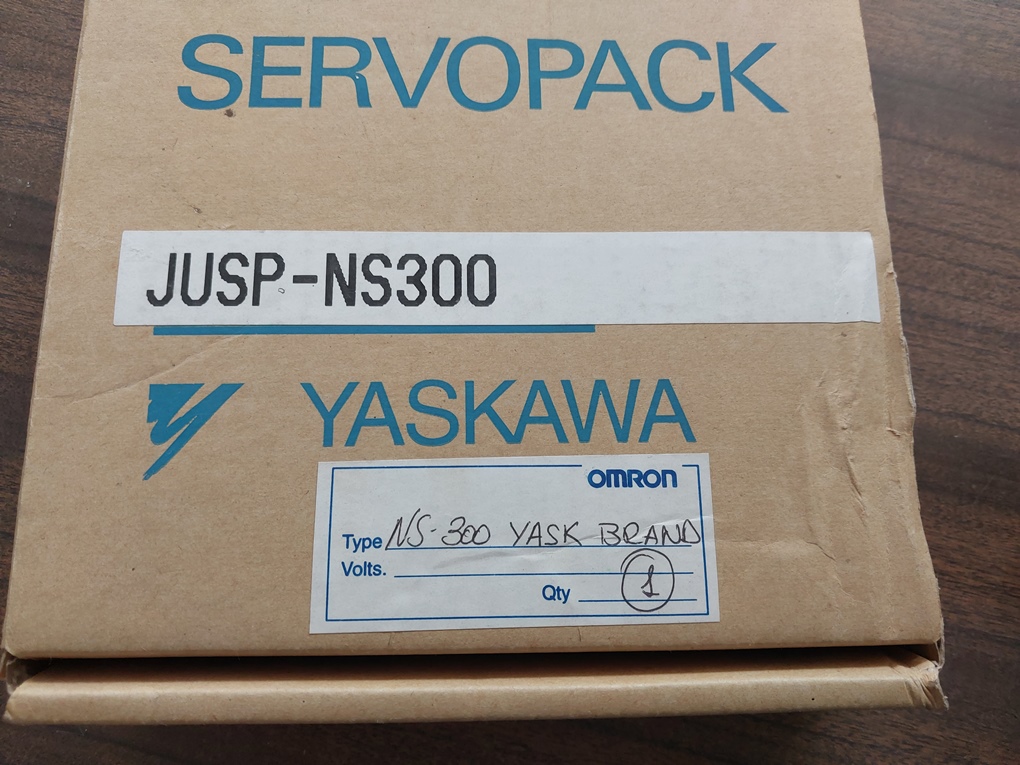 SERVOPACK
JUSP-NS300
YASKAWA
OMRON
Type NS-300 YASK BRAND
Volts.
Qty 1